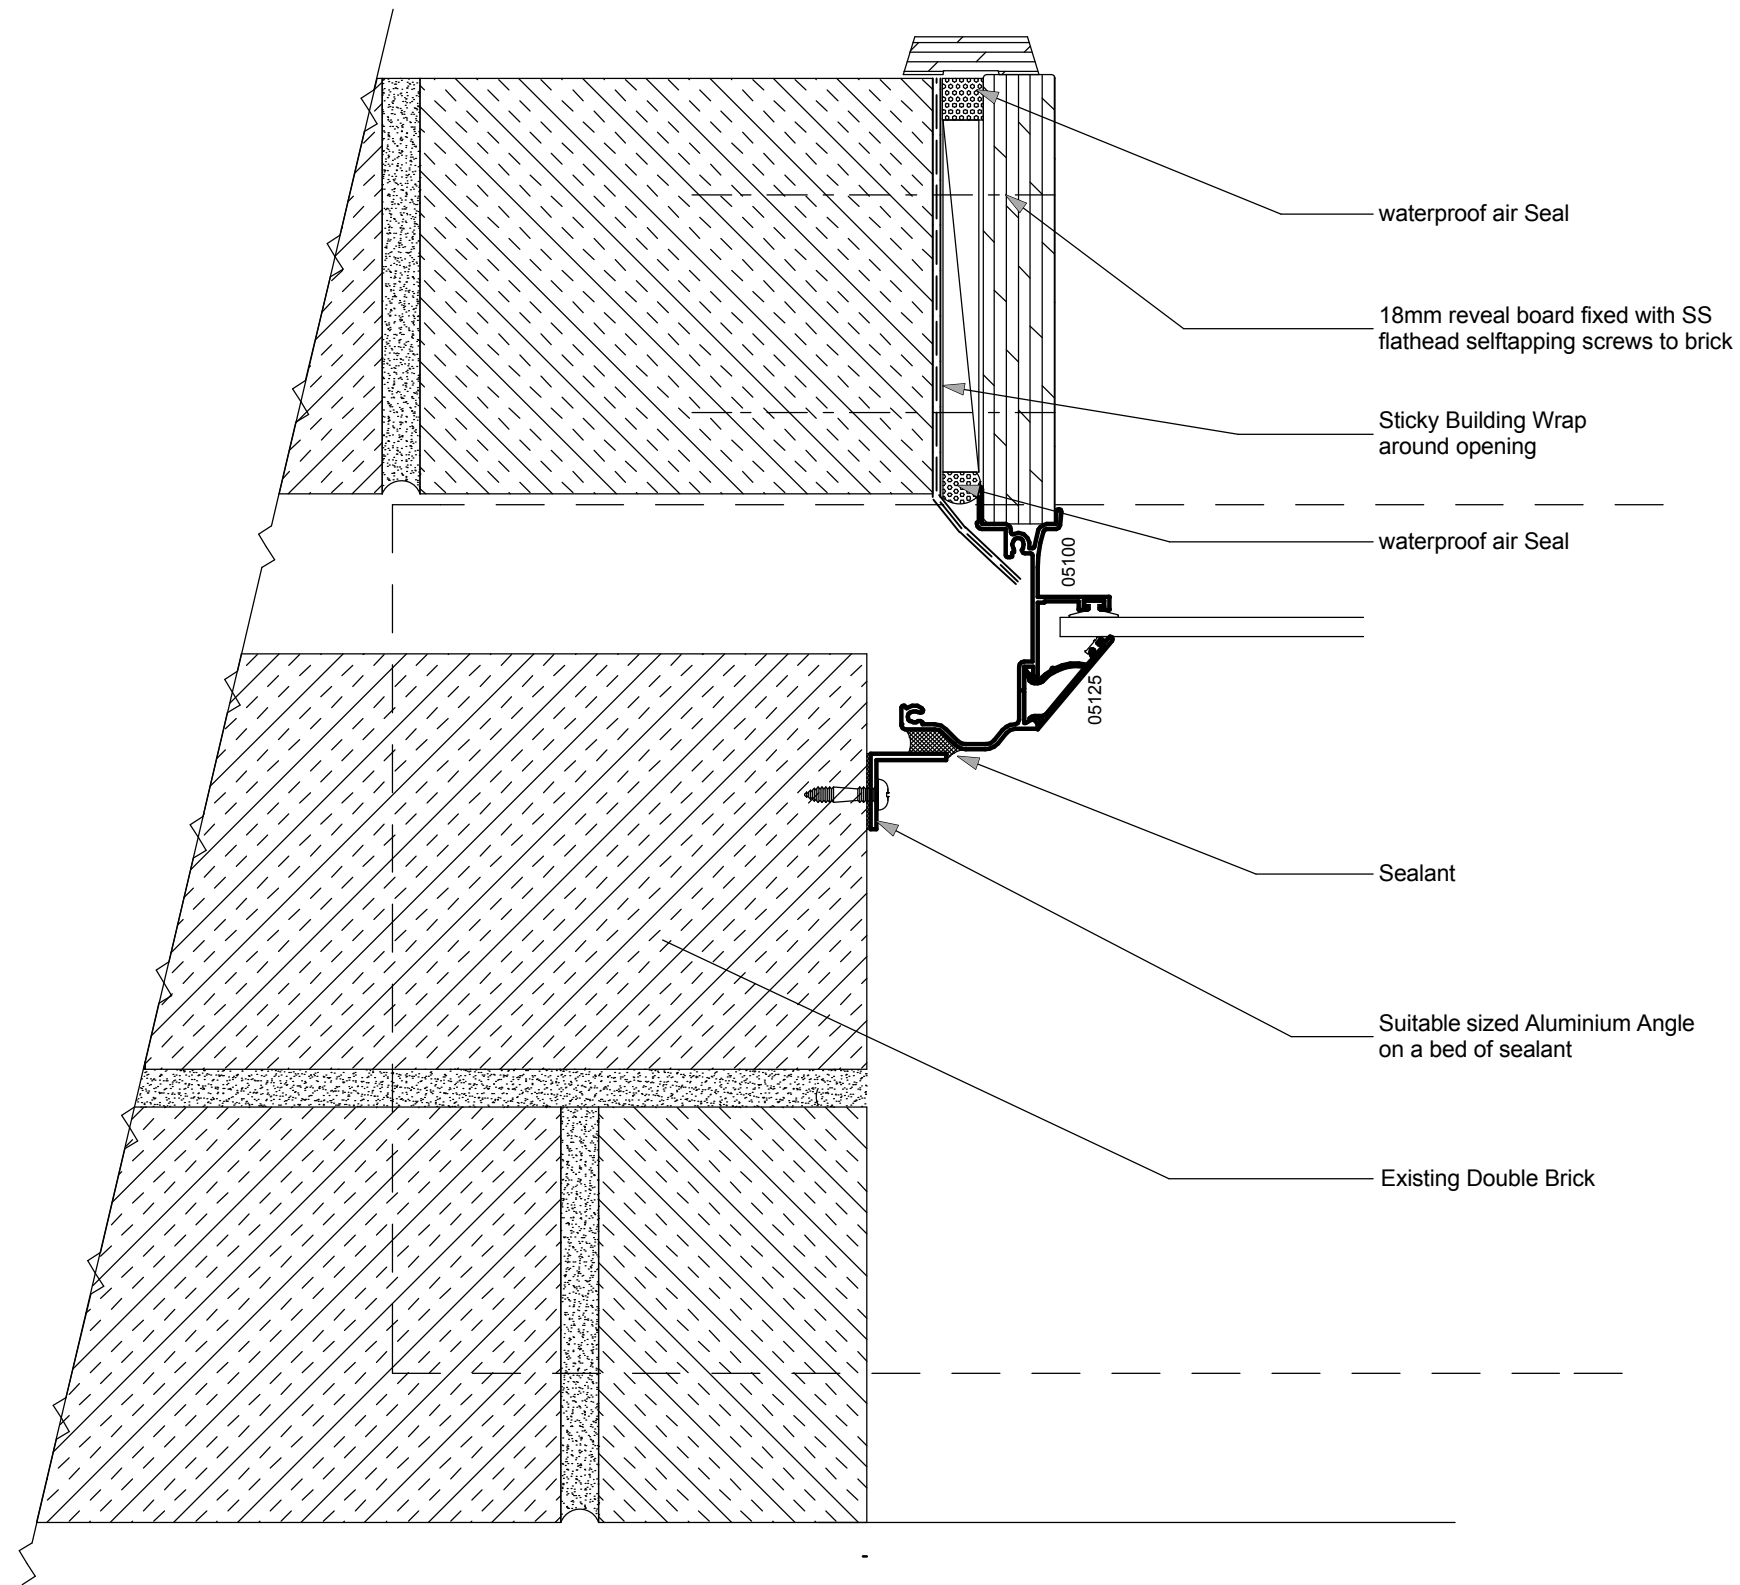 waterproof air Seal
18mm reveal board fixed with SS
flathead selftapping screws to brick
Sticky Building Wrap
around opening
waterproof air Seal
05100
05125
Sealant
Suitable sized Aluminium Angle
on a bed of sealant
Existing Double Brick
-